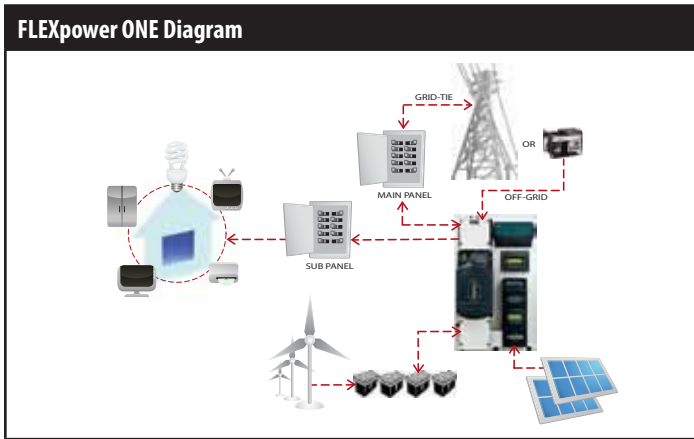 FLEXpower ONE Diagram
GRID-TIE
OR
MAIN PANEL
OFF-GRID
SUB PANEL